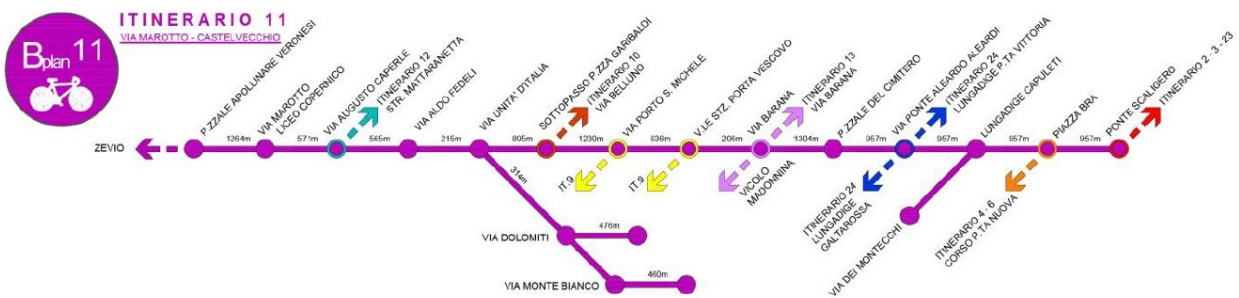 ITINERARIO 11
VIA MAROTTO - CASTELVECCHIO
Bplan 11
ZEVIO
P.ZZALE APOLLINARE VERONESI
1264m
VIA MAROTTO
LICEO COPERNICO
571m
VIA AUGUSTO CAPERLE
ITINERARIO 12
STR. MATTARANETTA
565m
VIA ALDO FEDELI
215m
VIA UNITA' D'ITALIA
895m
SOTTOPASSO P.ZZA GARIBALDI
ITINERARIO 10
VIA BELLUNO
1230m
VIA PORTO S. MICHELE
IT.9
836m
V.LE STZ. PORTA VESCOVO
IT.9
206m
VIA BARANA
ITINERARIO 13
VIA BARANA
VICOLO
MADONNINA
1304m
P.ZZALE DEL CIMITERO
957m
VIA PONTE ALEARDO ALEARDI
ITINERARIO 24
LUNGADIGE P.TA VITTORIA
ITINERARIO 24
LUNGADIGE
GALTAROSSA
957m
LUNGADIGE CAPULETI
VIA DEI MONTECCHI
957m
PIAZZA BRA
ITINERARIO 4 - 6
CORSO P.TA NUOVA
957m
PONTE SCALIGERO
ITINERARIO 2 - 3 - 23
314m
VIA DOLOMITI
476m
VIA MONTE BIANCO
460m